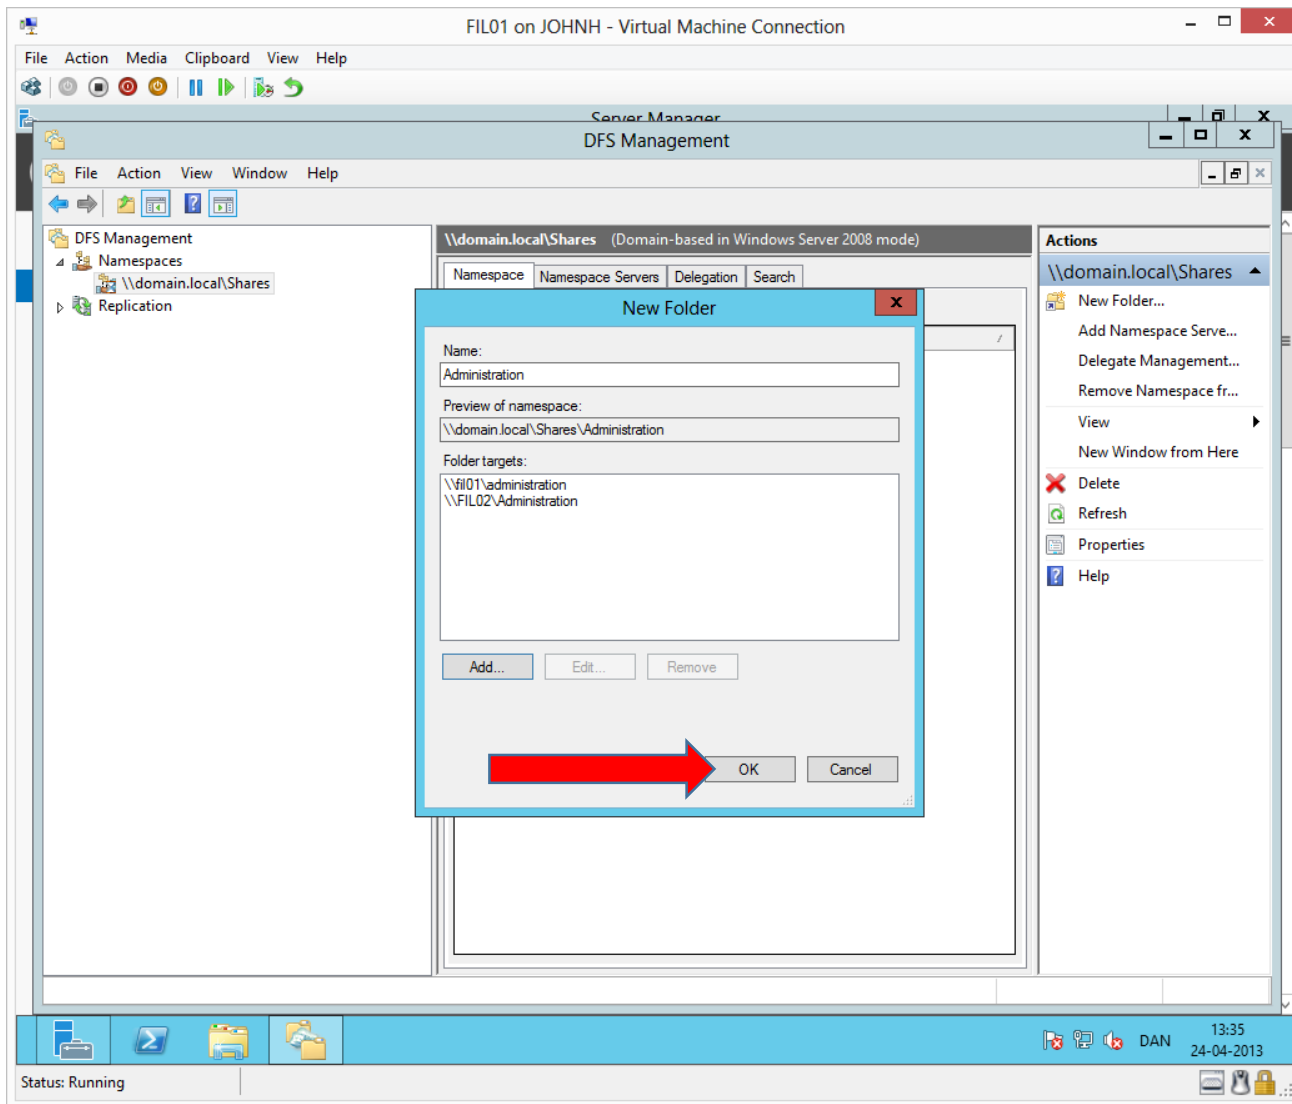 FIL01 on JOHNH - Virtual Machine Connection
File Action Media Clipboard View Help
Server Manager
DFS Management
File Action View Window Help
DFS Management
Namespaces
\\domain.local\Shares
Replication
\\domain.local\Shares (Domain-based in Windows Server 2008 mode)
Namespace Namespace Servers Delegation Search
New Folder
Name:
Administration
Preview of namespace:
\\domain.local\Shares\Administration
Folder targets:
\\fil01\administration
\\FIL02\Administration
Add... Edit... Remove
OK Cancel
Actions
\\domain.local\Shares
New Folder...
Add Namespace Serve...
Delegate Management...
Remove Namespace fr...
View
New Window from Here
Delete
Refresh
Properties
Help
DAN
13:35
24-04-2013
Status: Running